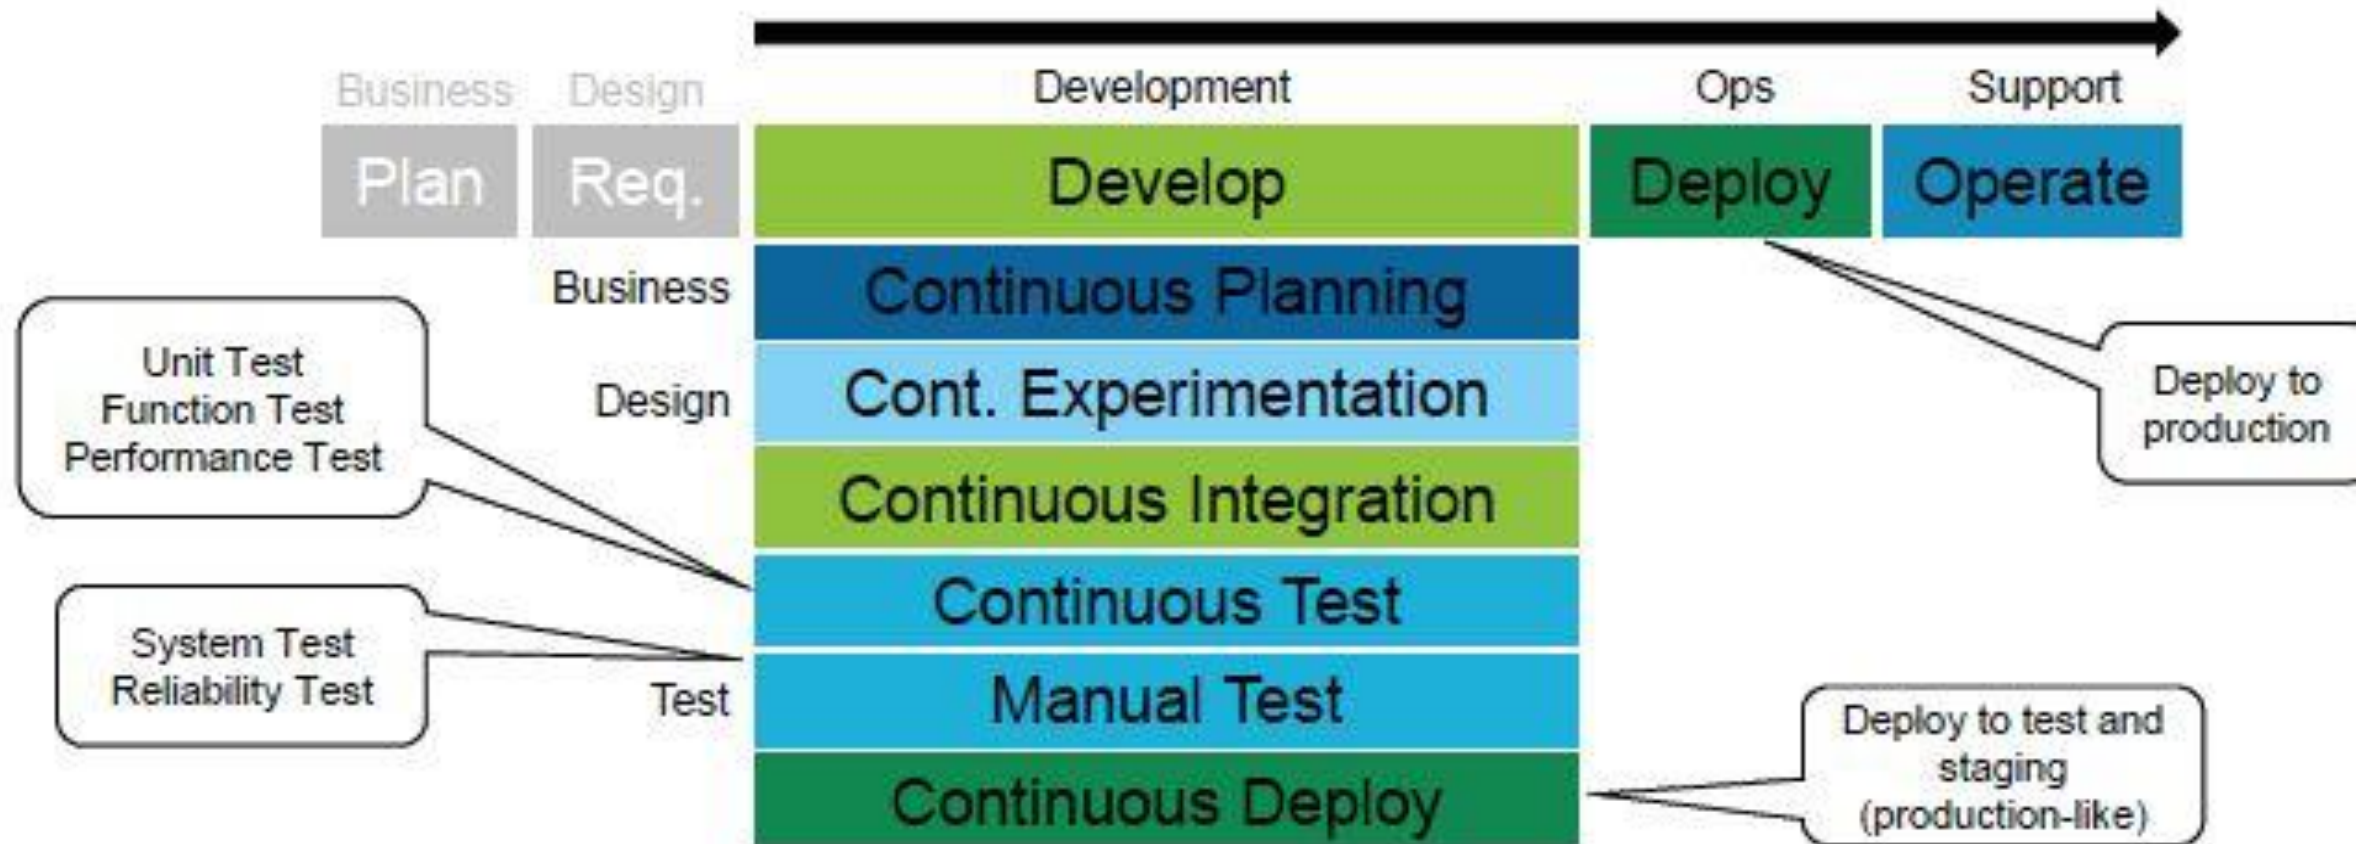 Business Design Development Ops Support
Plan Req. Develop Deploy Operate
Business Continuous Planning
Design Cont. Experimentation
Continuous Integration
Continuous Test
Test Manual Test
Continuous Deploy
Unit Test
Function Test
Performance Test
System Test
Reliability Test
Deploy to
production
Deploy to test and
staging
(production-like)